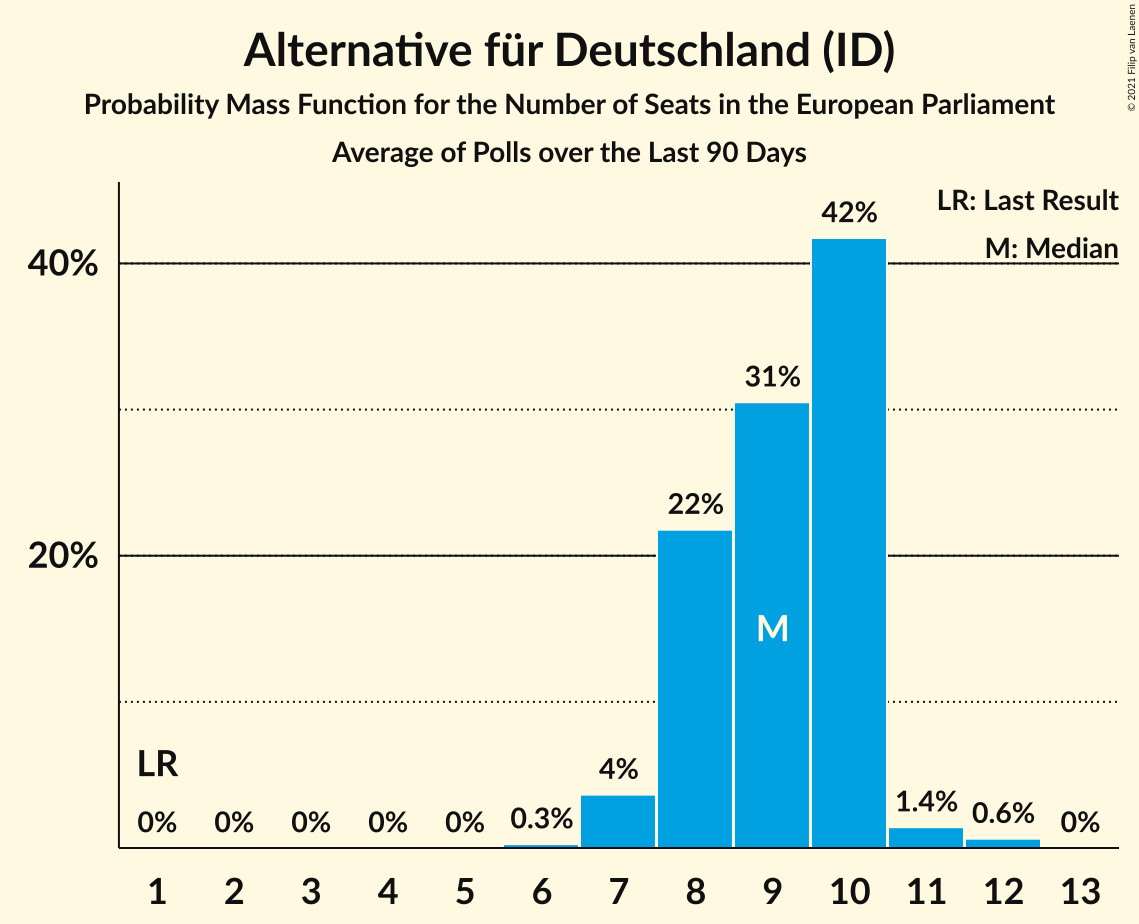 Alternative für Deutschland (ID)
Probability Mass Function for the Number of Seats in the European Parliament
Average of Polls over the Last 90 Days
© 2021 Filip van Laenen
LR: Last Result
M: Median
40%
20%
42%
31%
22%
M
LR
4%
0% 0% 0% 0% 0% 0.3% 1.4% 0.6% 0%
1 2 3 4 5 6 7 8 9 10 11 12 13